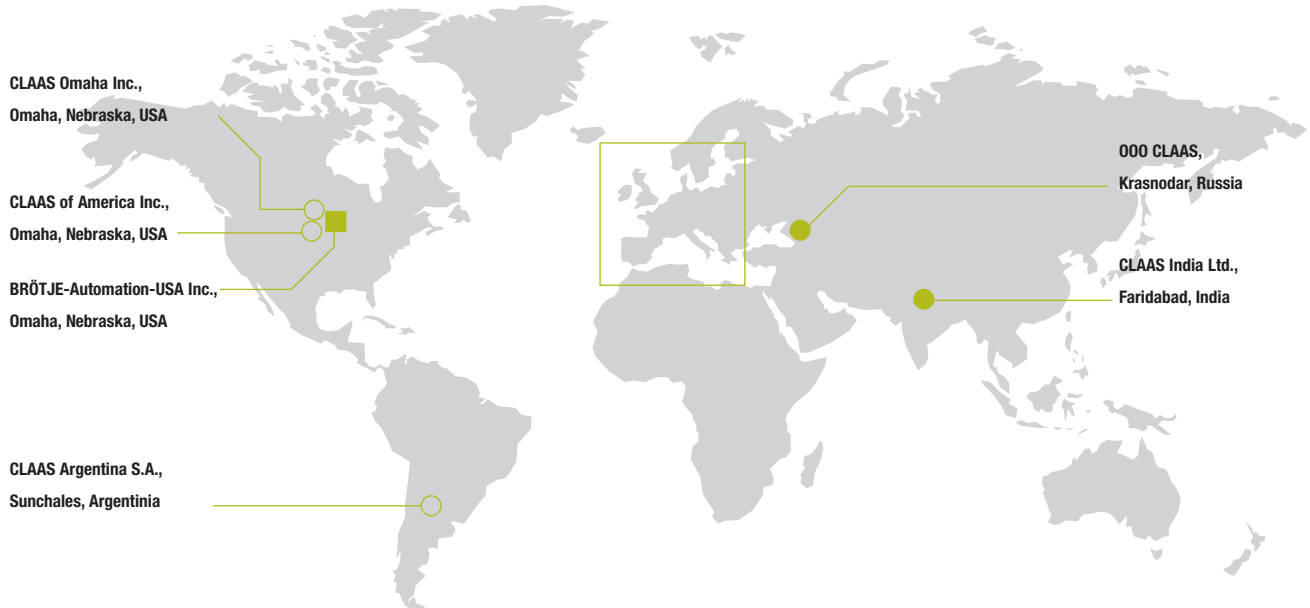 CLAAS Omaha Inc.,
Omaha, Nebraska, USA
CLAAS of America Inc.,
Omaha, Nebraska, USA
BRÖTJE-Automation-USA Inc.,
Omaha, Nebraska, USA
CLAAS Argentina S.A.,
Sunchales, Argentinia
OOO CLAAS,
Krasnodar, Russia
CLAAS India Ltd.,
Faridabad, India